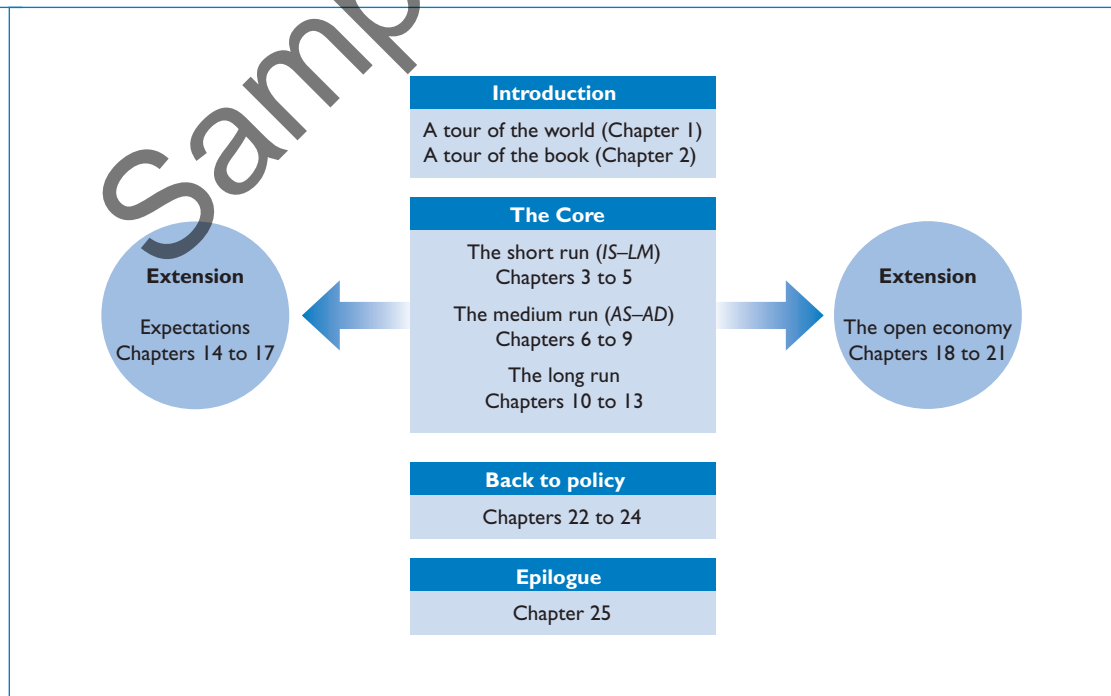 Samp
Introduction
A tour of the world (Chapter 1)
A tour of the book (Chapter 2)
The Core
The short run (IS–LM)
Chapters 3 to 5
The medium run (AS–AD)
Chapters 6 to 9
The long run
Chapters 10 to 13
Extension
Expectations
Chapters 14 to 17
Extension
The open economy
Chapters 18 to 21
Back to policy
Chapters 22 to 24
Epilogue
Chapter 25